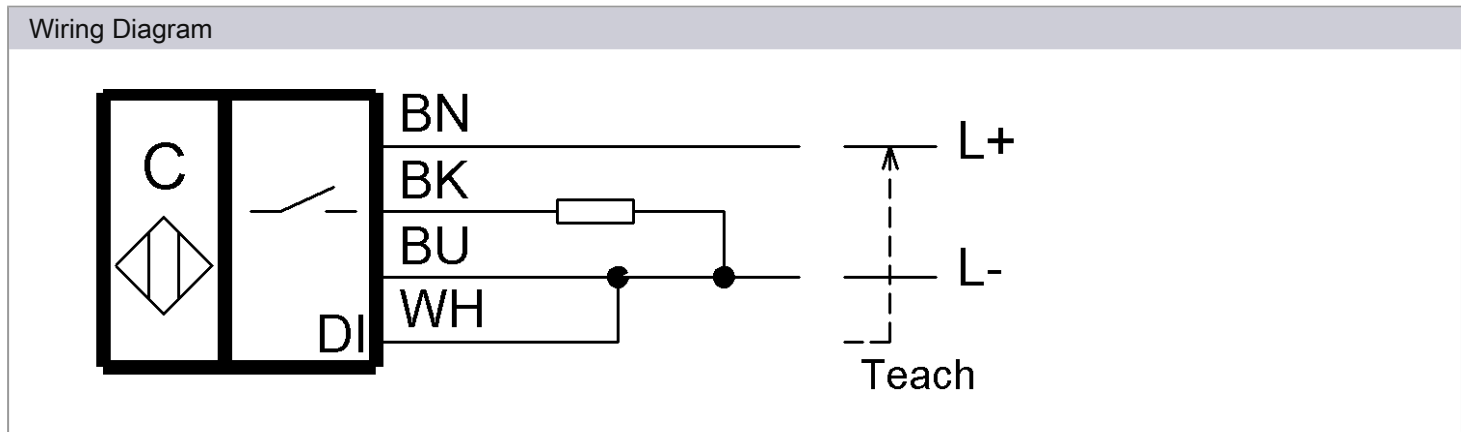 Wiring Diagram
C
BN
L+
BK
BU
L-
WH
DI
Teach